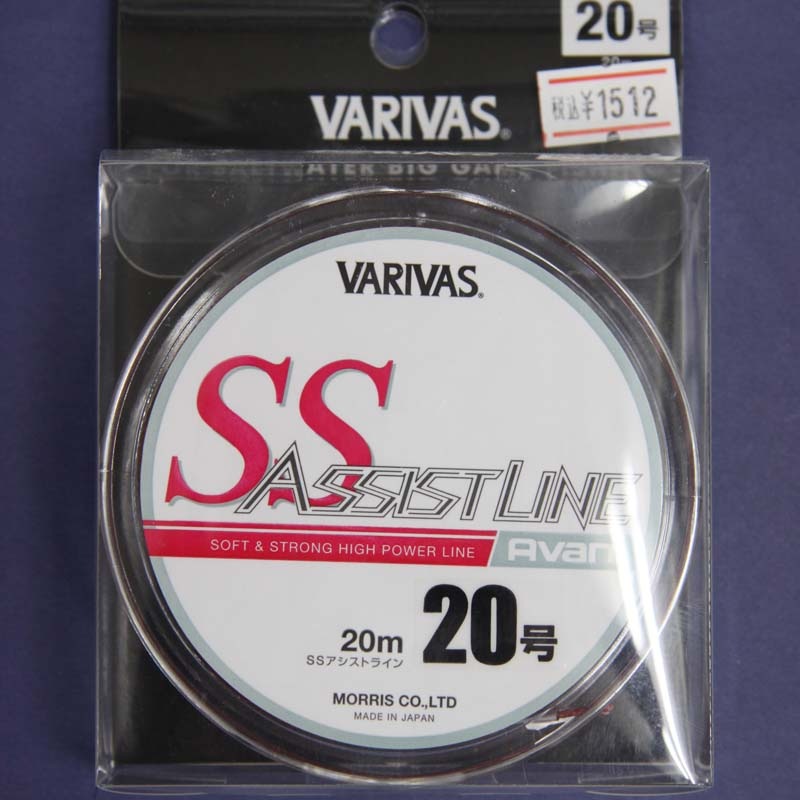 20号
税込¥1512
VARIVAS®
VARIVAS®
SS ASSIST LINE
SOFT & STRONG HIGH POWER LINE
20m 20号
SSアシストライン
MORRIS CO.,LTD
MADE IN JAPAN